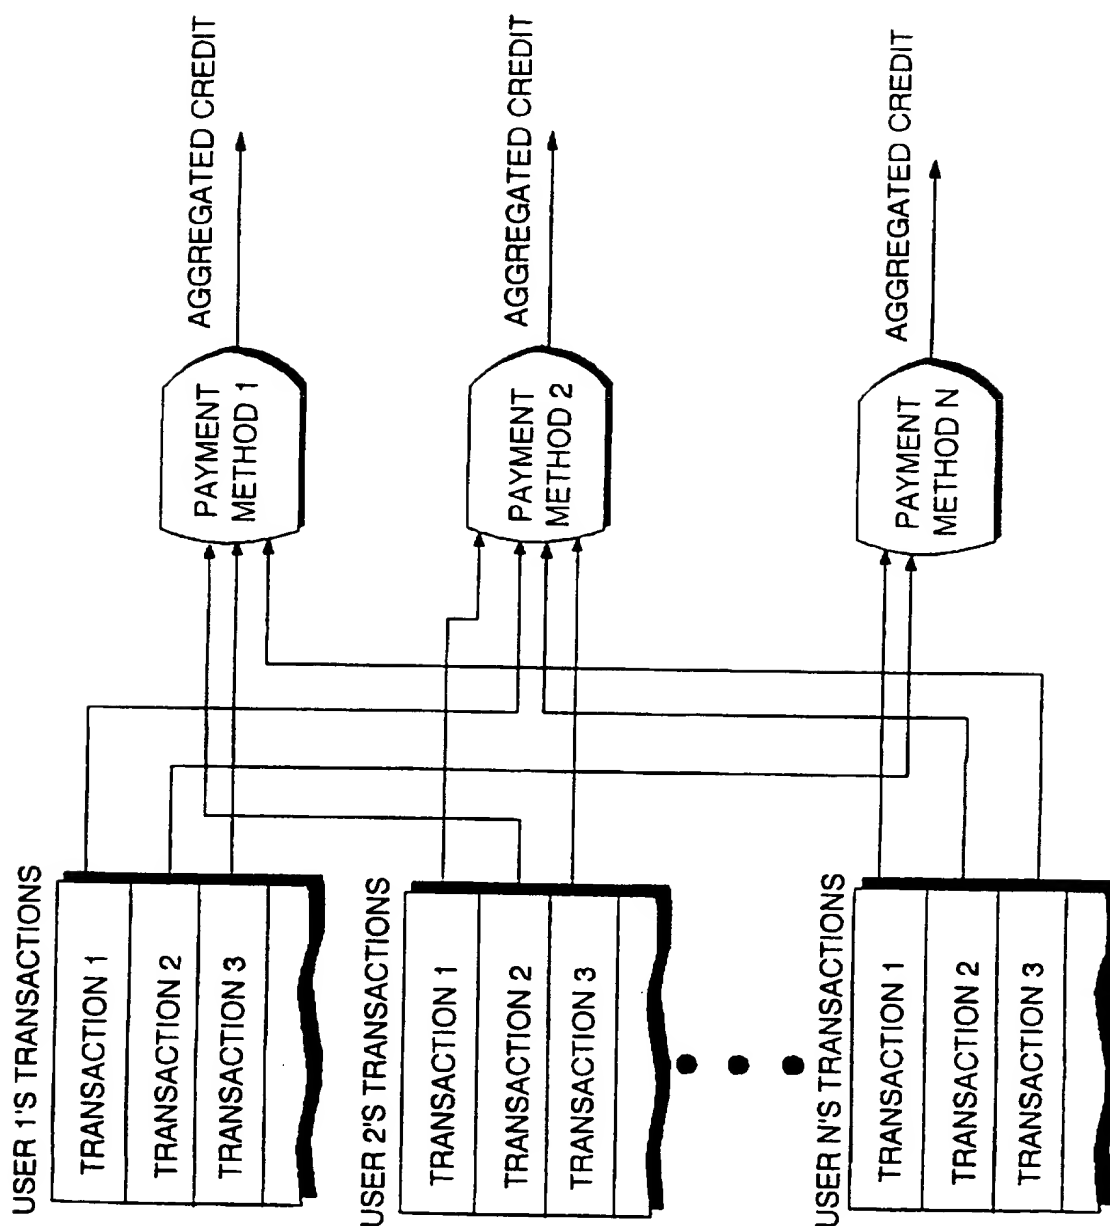 USER 1'S TRANSACTIONS
TRANSACTION 1
TRANSACTION 2
TRANSACTION 3
USER 2'S TRANSACTIONS
TRANSACTION 1
TRANSACTION 2
TRANSACTION 3
USER N'S TRANSACTIONS
TRANSACTION 1
TRANSACTION 2
TRANSACTION 3
PAYMENT
METHOD 1
PAYMENT
METHOD 2
PAYMENT
METHOD N
AGGREGATED CREDIT
AGGREGATED CREDIT
AGGREGATED CREDIT